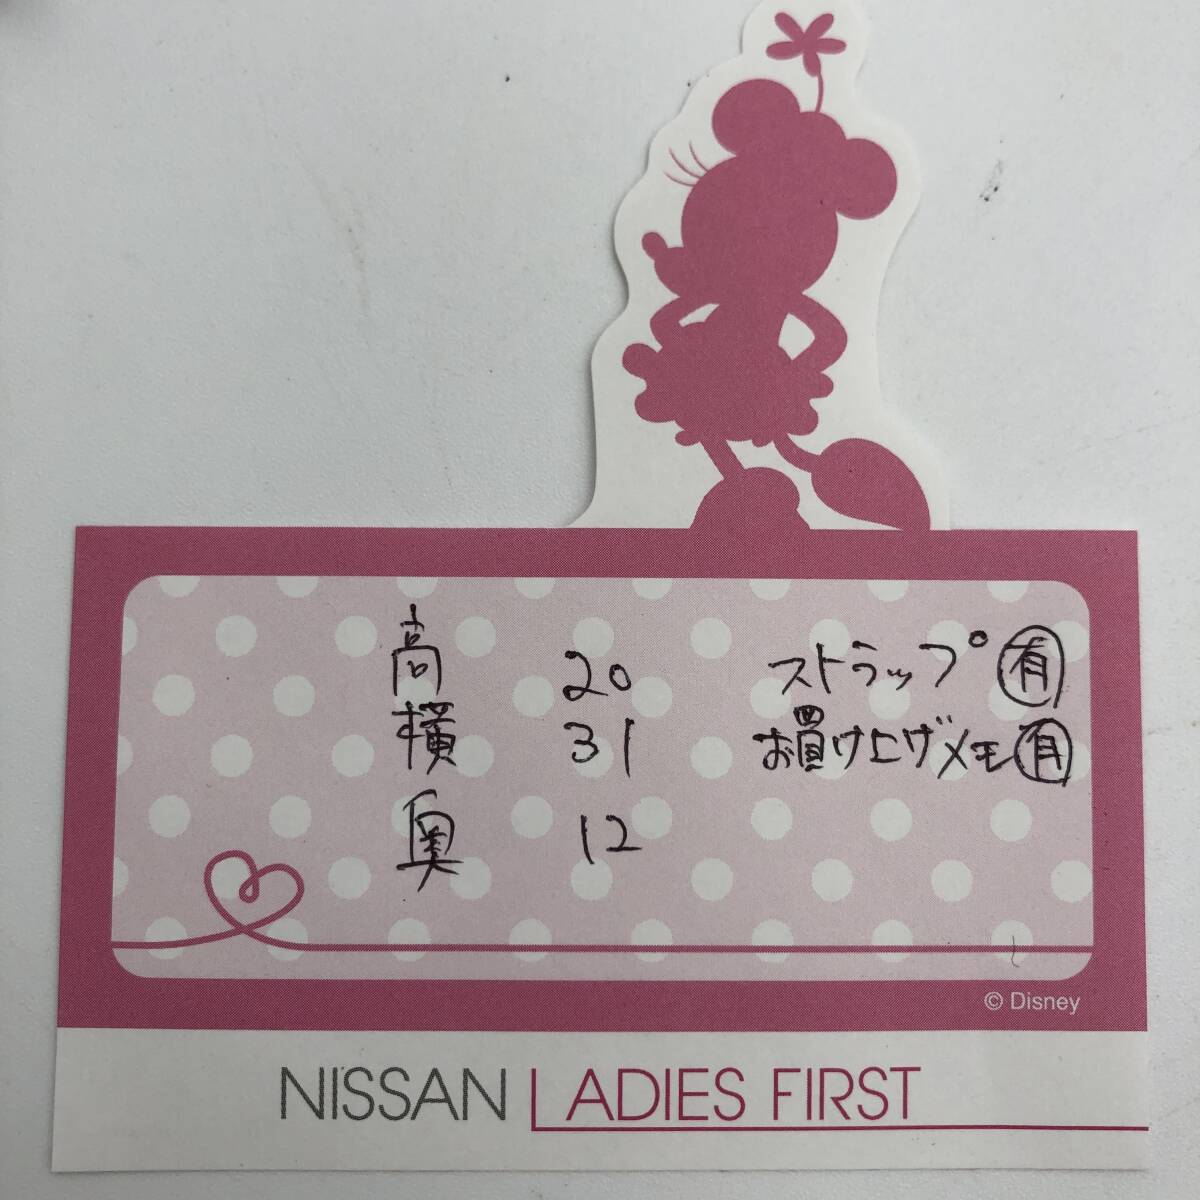 高 20 ストラップ 有
横 31 お買け上げメモ 有
奥 12
© Disney
NISSAN LADIES FIRST